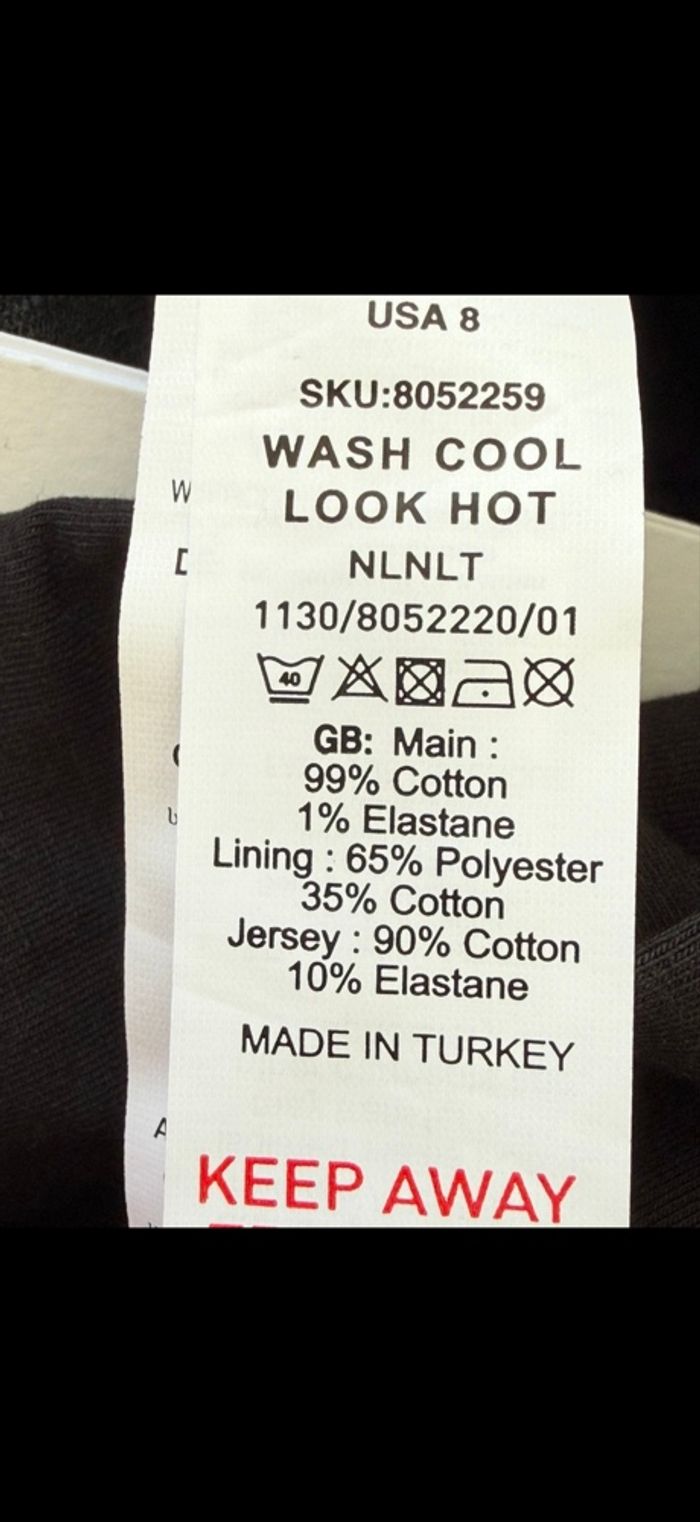 USA 8
SKU:8052259
WASH COOL
LOOK HOT
NLNLT
1130/8052220/01
40
GB: Main :
99% Cotton
1% Elastane
Lining : 65% Polyester
35% Cotton
Jersey : 90% Cotton
10% Elastane
MADE IN TURKEY
KEEP AWAY